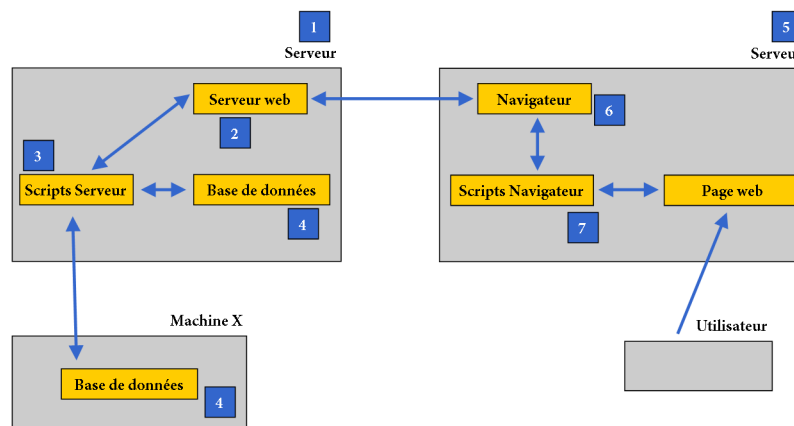 1
5
Serveur
Serveur
Serveur web
Navigateur
2
6
3
Scripts Serveur
Base de données
Scripts Navigateur
Page web
4
7
Machine X
Utilisateur
Base de données
4